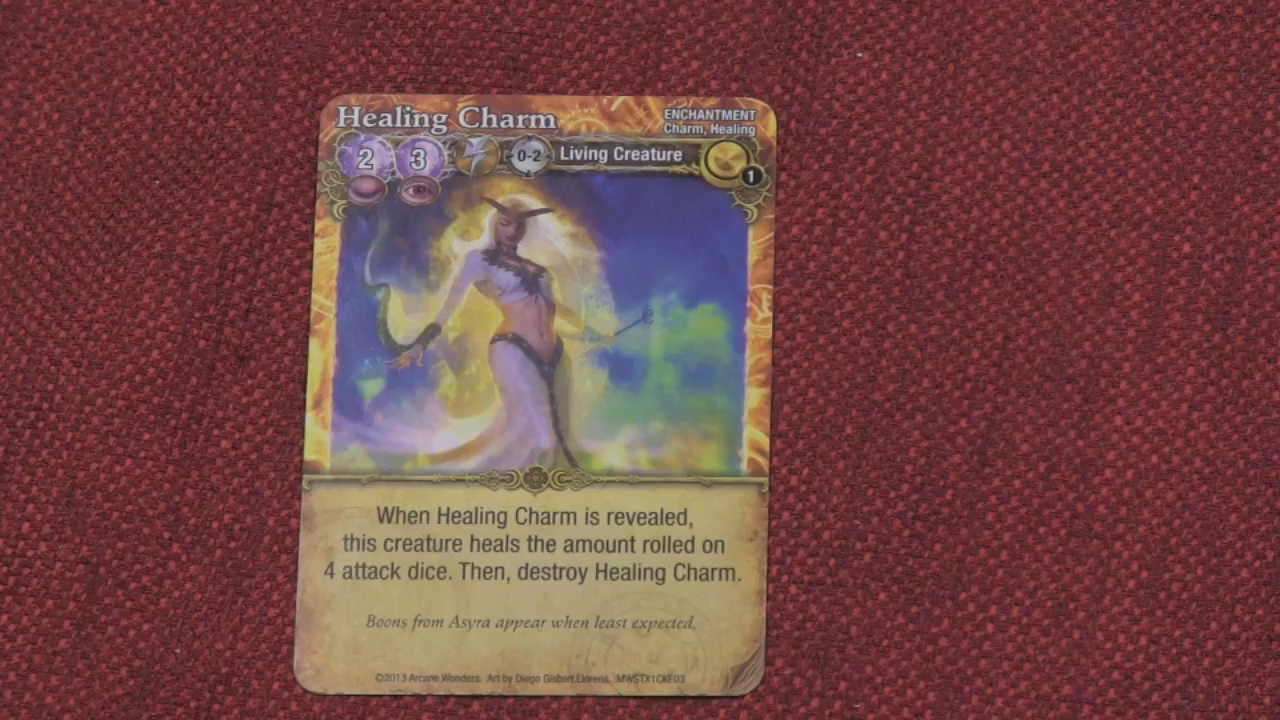 Healing Charm
ENCHANTMENT
Charm, Healing
2 3 0-2 Living Creature
1
When Healing Charm is revealed,
this creature heals the amount rolled on
4 attack dice. Then, destroy Healing Charm.
Boons from Asyra appear when least expected.
©2013 Arcane Wonders. Art by Diego Gisbert Llorens. MWSTX1CKE03